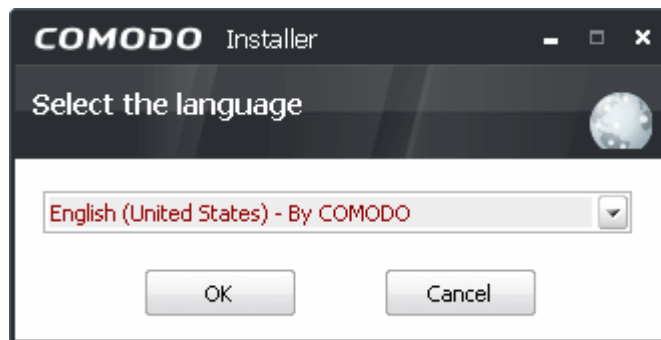 COMODO Installer
Select the language
English (United States) - By COMODO
OK Cancel